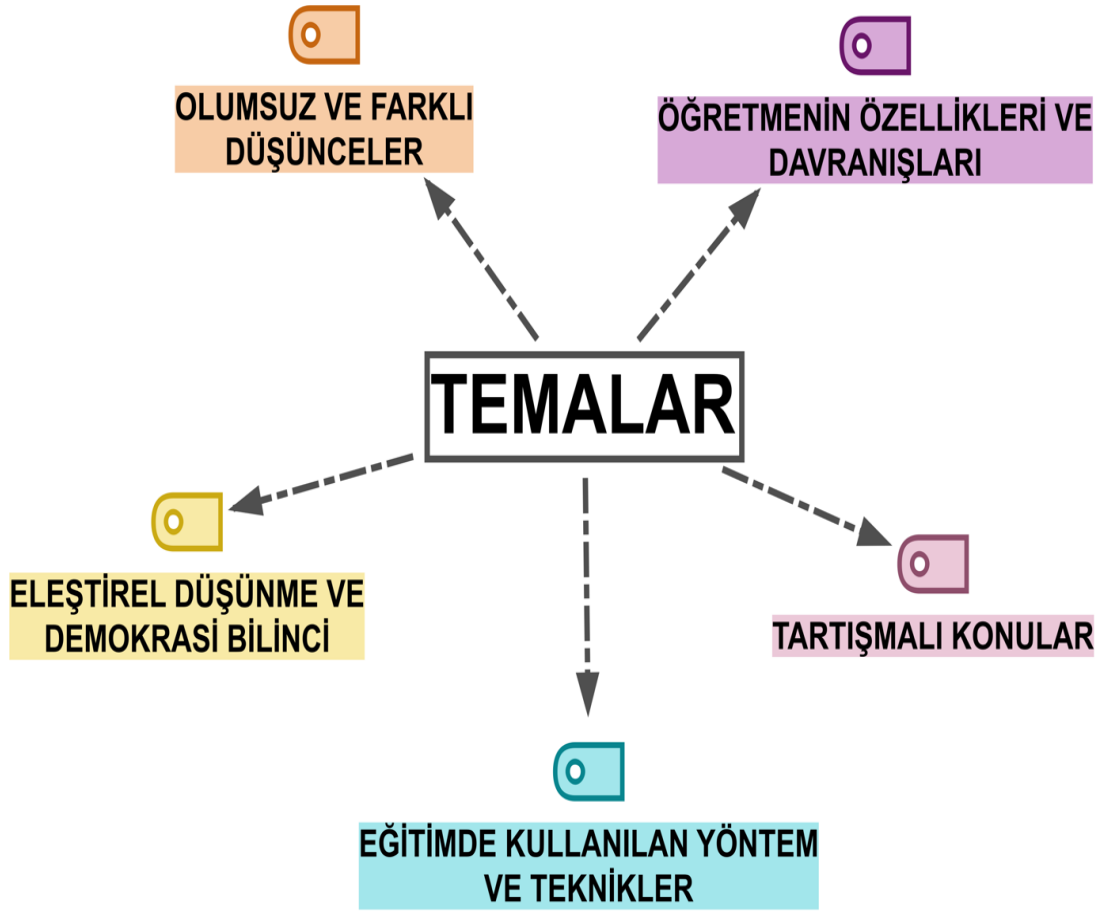 OLUMSUZ VE FARKLI
DÜŞÜNCELER
ÖĞRETMENİN ÖZELLİKLERİ VE
DAVRANIŞLARI
TEMALAR
ELEŞTİREL DÜŞÜNME VE
DEMOKRASİ BİLİNCİ
TARTIŞMALI KONULAR
EĞİTİMDE KULLANILAN YÖNTEM
VE TEKNİKLER